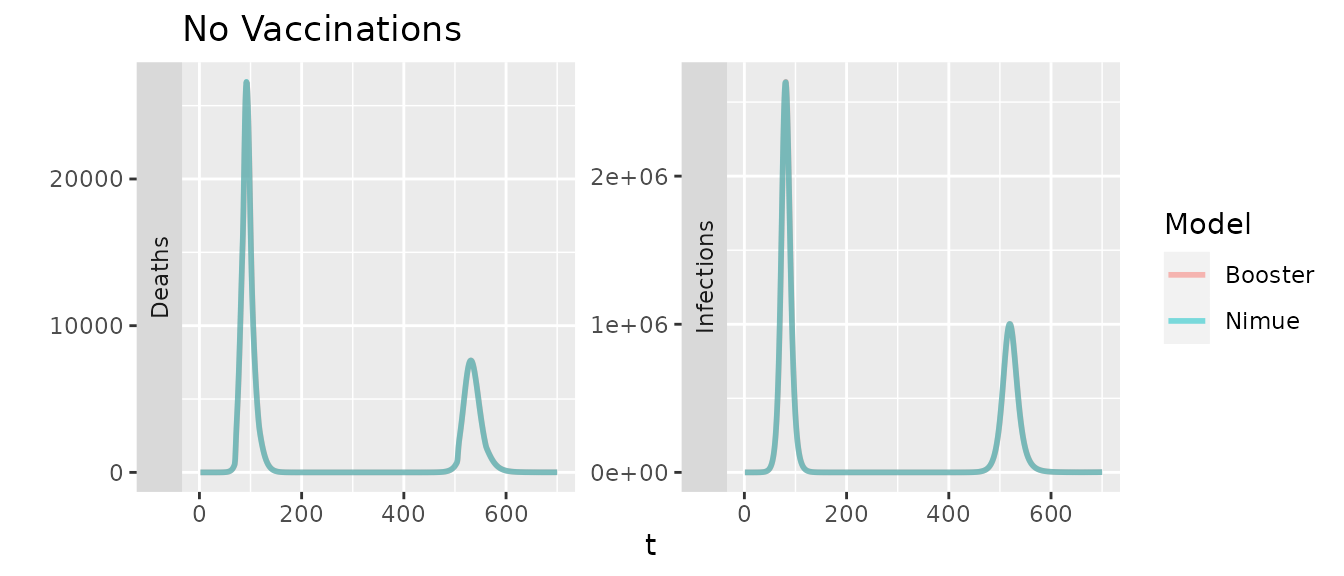 No Vaccinations
Deaths
20000
10000
0
0 200 400 600
Infections
2e+06
1e+06
0e+00
0 200 400 600
t
Model
Booster
Nimue